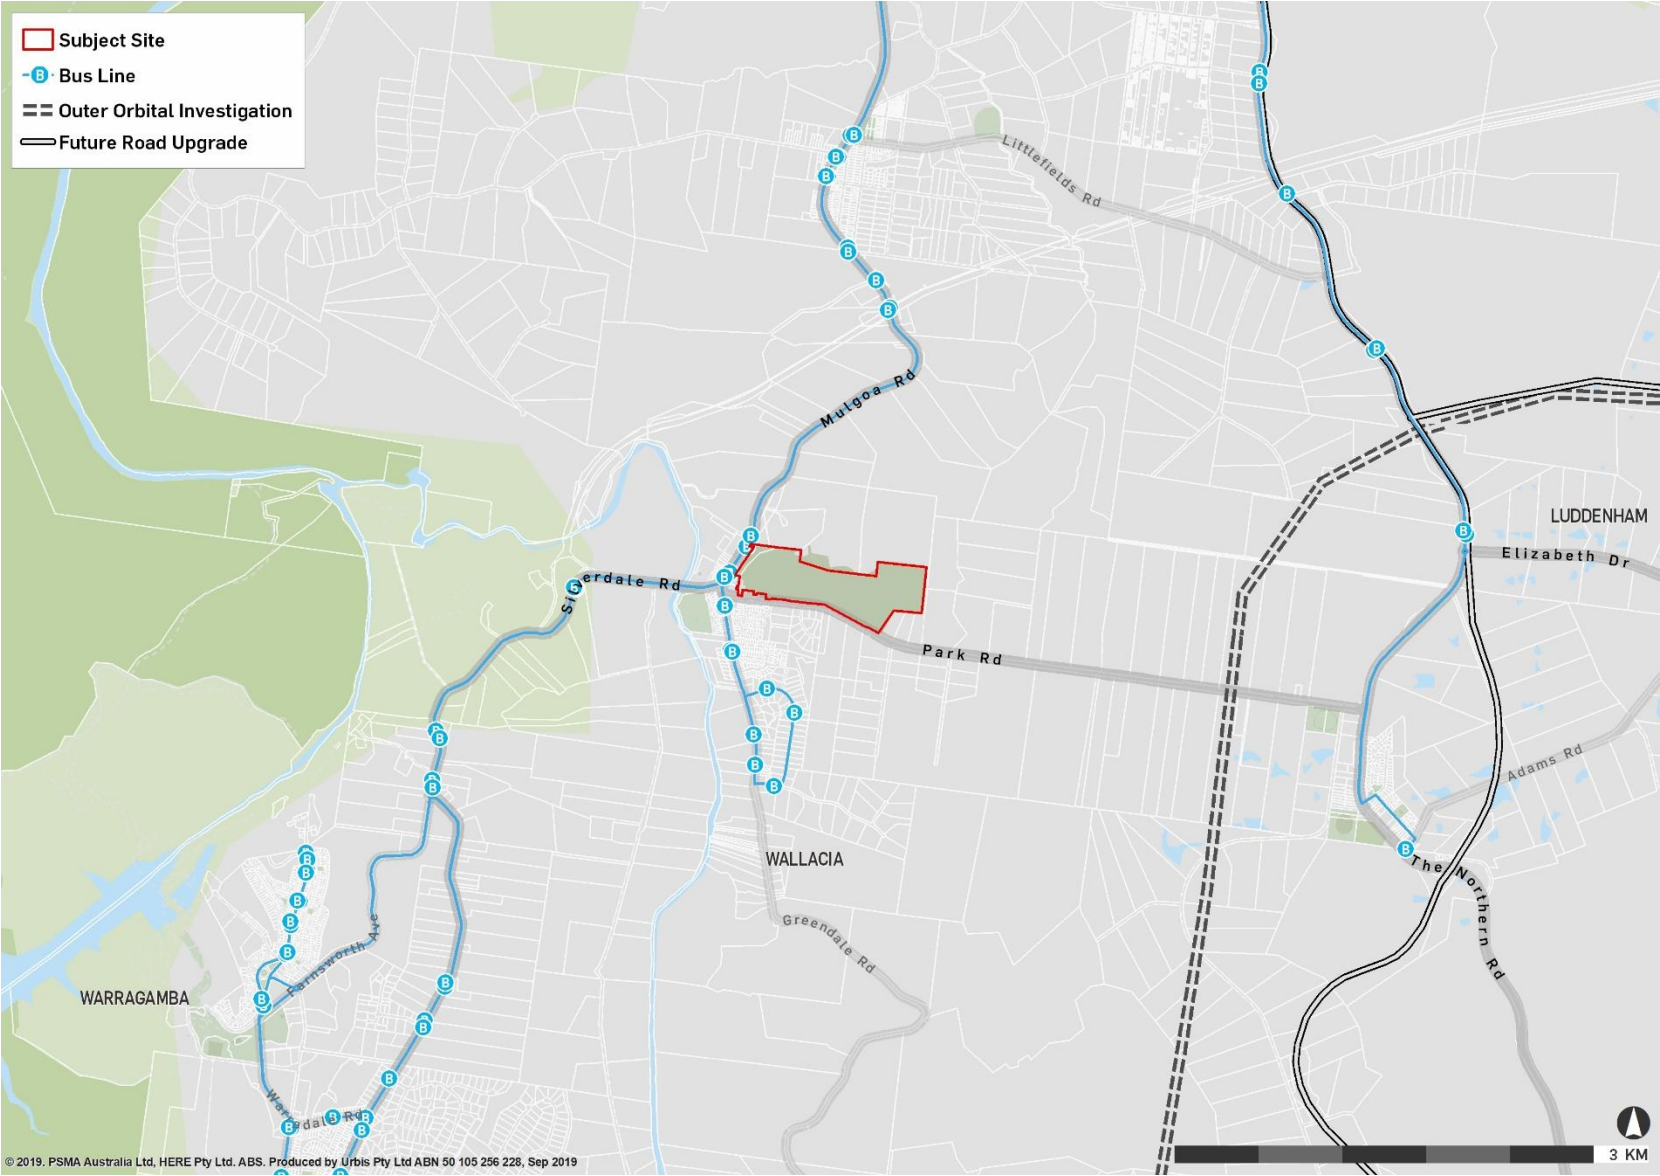 Subject Site
B Bus Line
Outer Orbital Investigation
Future Road Upgrade
Littlefields Rd
Mulgoa Rd
LUDDENHAM
Elizabeth Dr
Silverdale Rd
Park Rd
Adams Rd
WALLACIA
The Northern Rd
Greendale Rd
Farnsworth Ave
WARRAGAMBA
Warradale Rd
3 KM
© 2019. PSMA Australia Ltd, HERE Pty Ltd. ABS. Produced by Urbis Pty Ltd ABN 50 105 256 228, Sep 2019